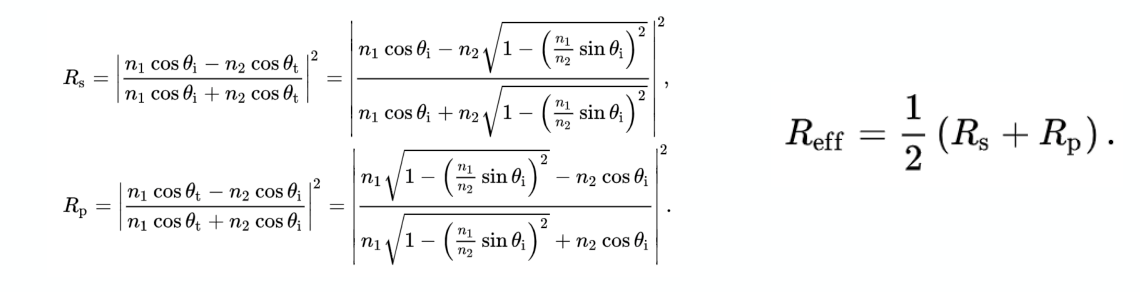 R_s = |(n_1 cos θ_i − n_2 cos θ_t) / (n_1 cos θ_i + n_2 cos θ_t)|^2 = |(n_1 cos θ_i − n_2 √(1 − ((n_1/n_2) sin θ_i)^2)) / (n_1 cos θ_i + n_2 √(1 − ((n_1/n_2) sin θ_i)^2))|^2,
R_p = |(n_1 cos θ_t − n_2 cos θ_i) / (n_1 cos θ_t + n_2 cos θ_i)|^2 = |(n_1 √(1 − ((n_1/n_2) sin θ_i)^2) − n_2 cos θ_i) / (n_1 √(1 − ((n_1/n_2) sin θ_i)^2) + n_2 cos θ_i)|^2.
R_eff = 1/2 (R_s + R_p).